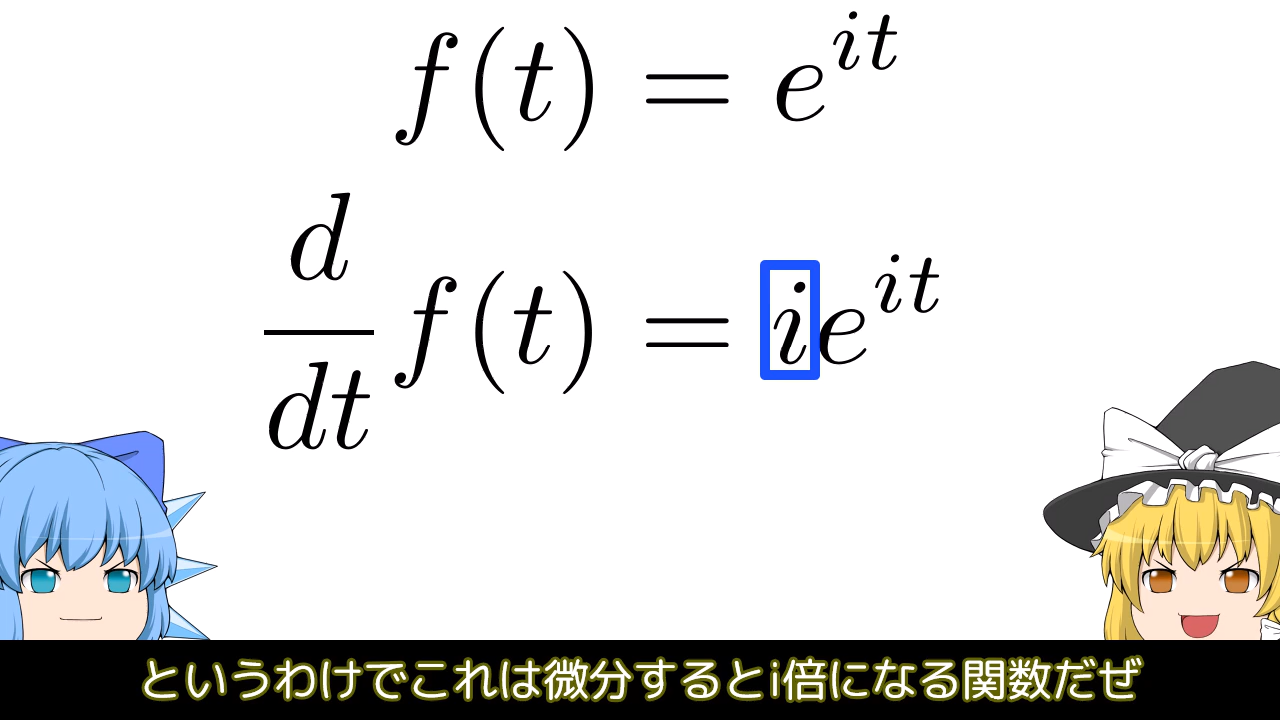 f(t) = e^{it}
\frac{d}{dt} f(t) = ie^{it}
というわけでこれは微分するとi倍になる関数だぜ